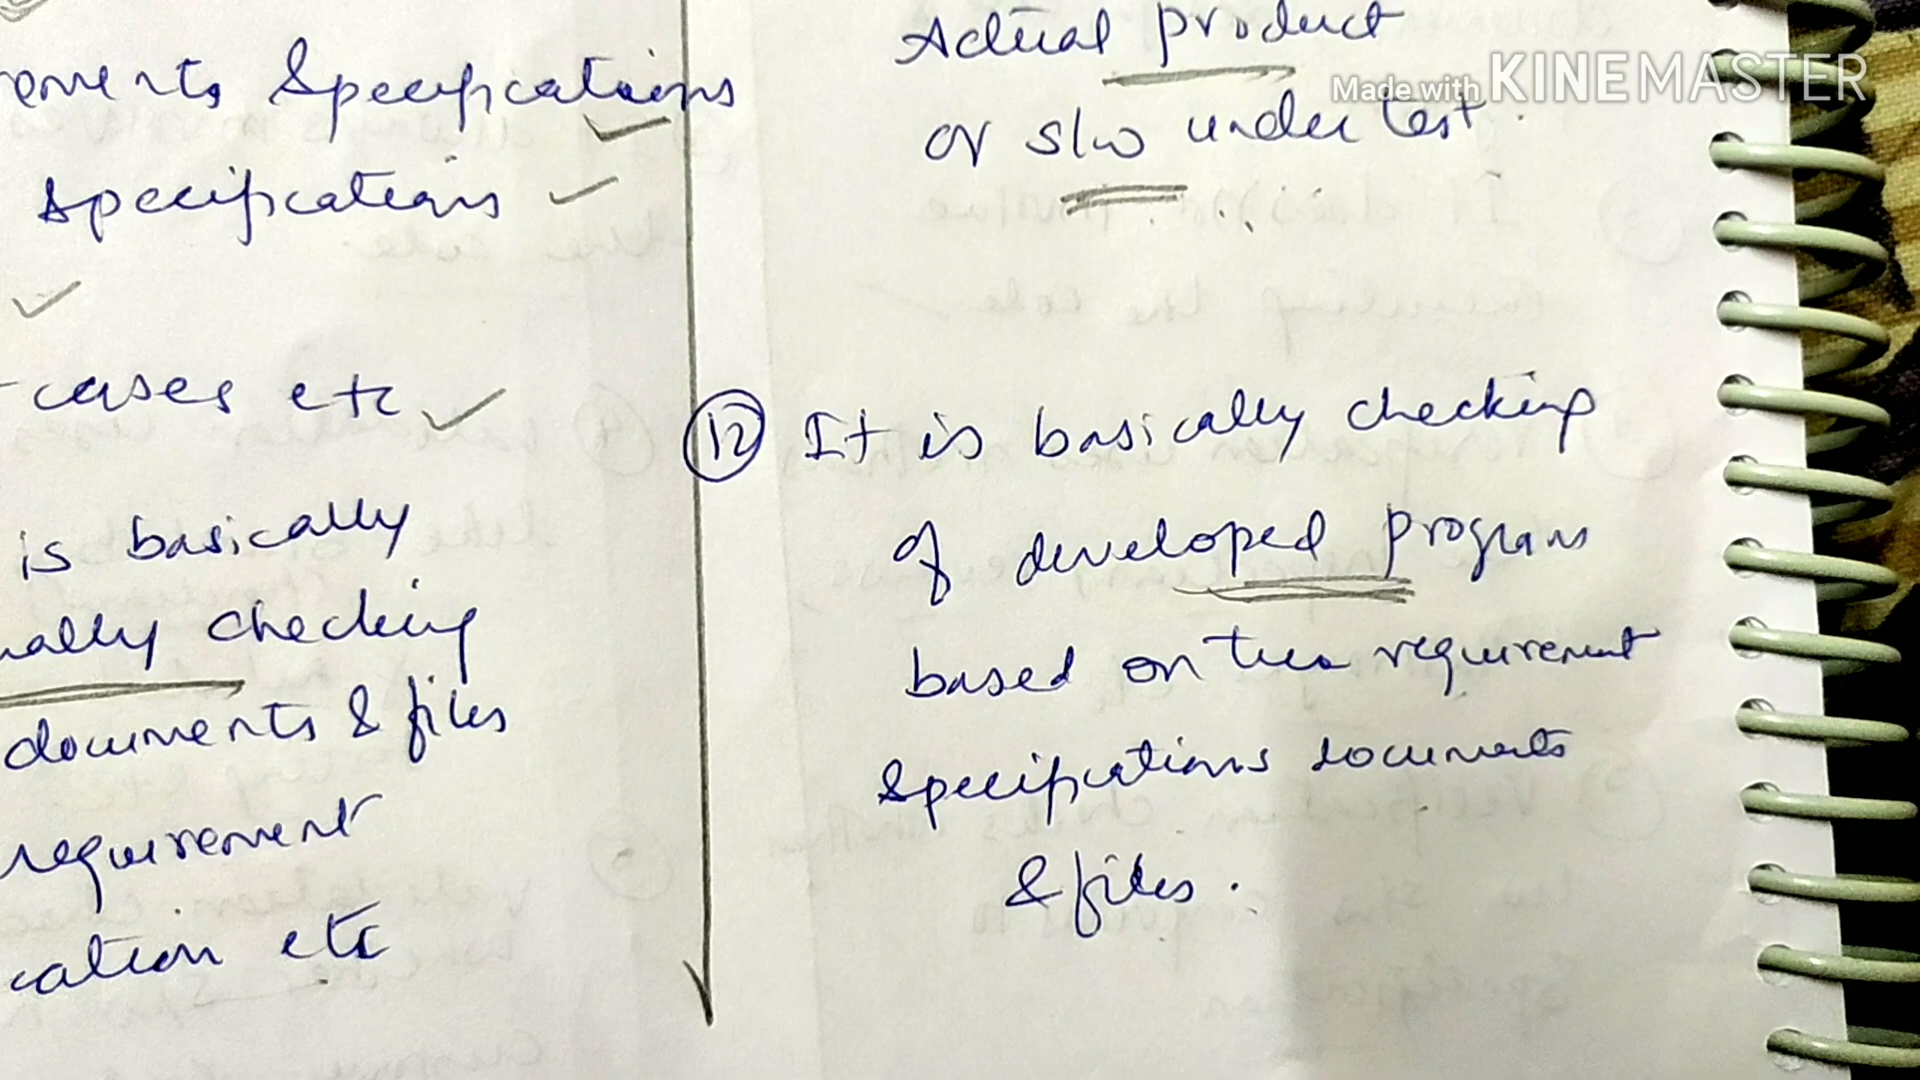 ements Specifications
Specifications
-cases etc
is basically
nally checking
documents & files
requirement
cation etc
Actual product
or s/w under test.
(12) It is basically checking
of developed program
based on the requirement
Specifications documents
& files.
Made with KINEMASTER